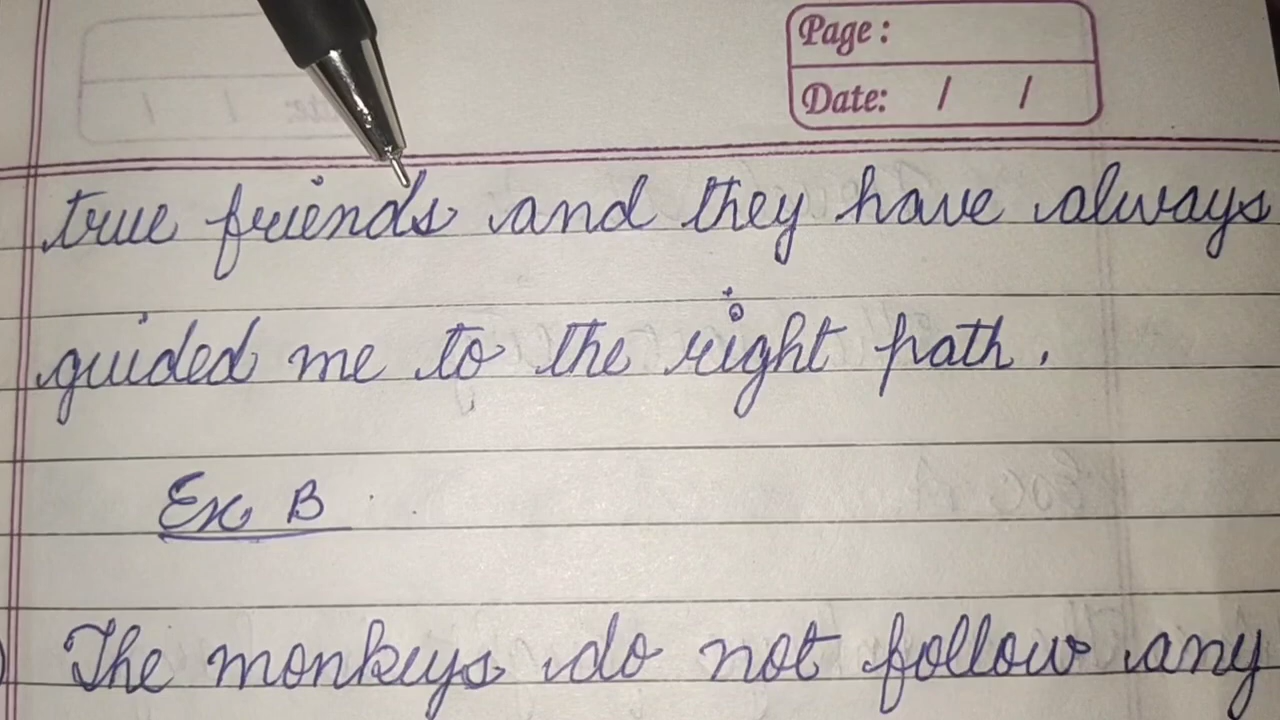 Page:
Date: / /
true friends and they have always
guided me to the right path.
Ex B
The monkeys do not follow any